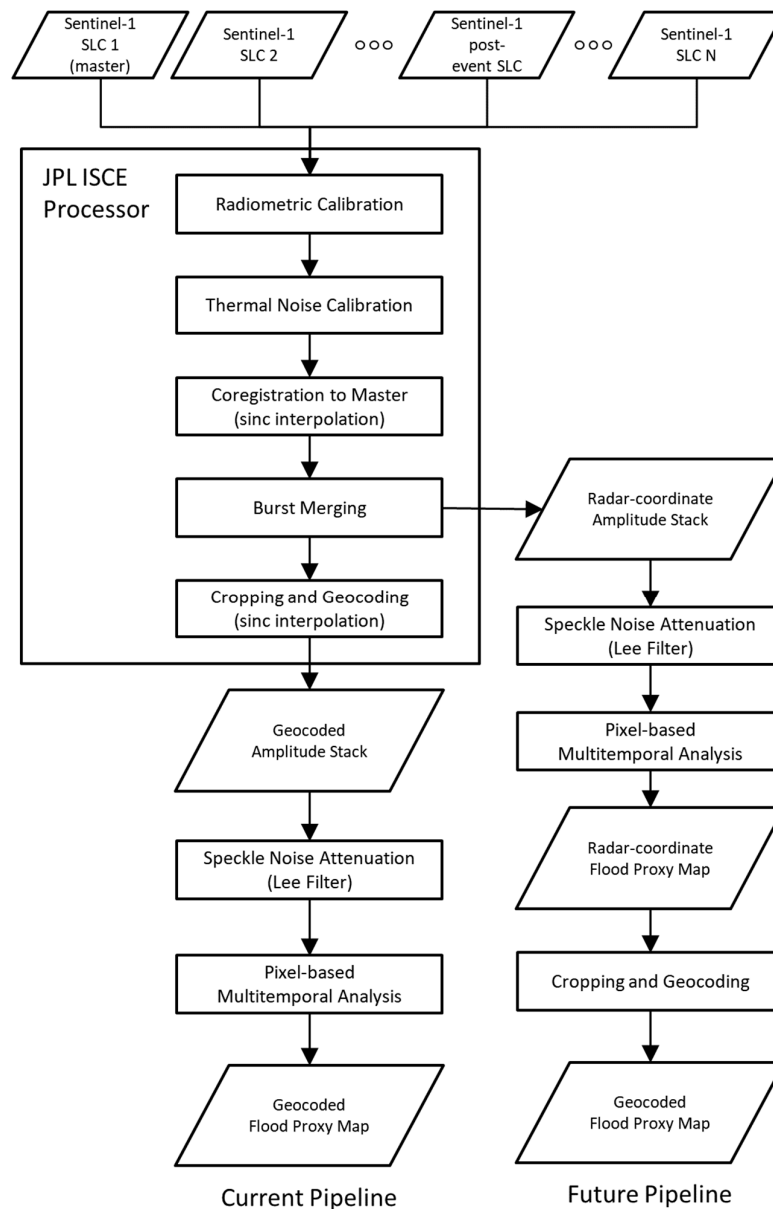 Sentinel-1
SLC 1
(master)
Sentinel-1
SLC 2
Sentinel-1
post-
event SLC
Sentinel-1
SLC N
JPL ISCE
Processor
Radiometric Calibration
Thermal Noise Calibration
Coregistration to Master
(sinc interpolation)
Burst Merging
Cropping and Geocoding
(sinc interpolation)
Geocoded
Amplitude Stack
Speckle Noise Attenuation
(Lee Filter)
Pixel-based
Multitemporal Analysis
Geocoded
Flood Proxy Map
Current Pipeline
Radar-coordinate
Amplitude Stack
Speckle Noise Attenuation
(Lee Filter)
Pixel-based
Multitemporal Analysis
Radar-coordinate
Flood Proxy Map
Cropping and Geocoding
Geocoded
Flood Proxy Map
Future Pipeline